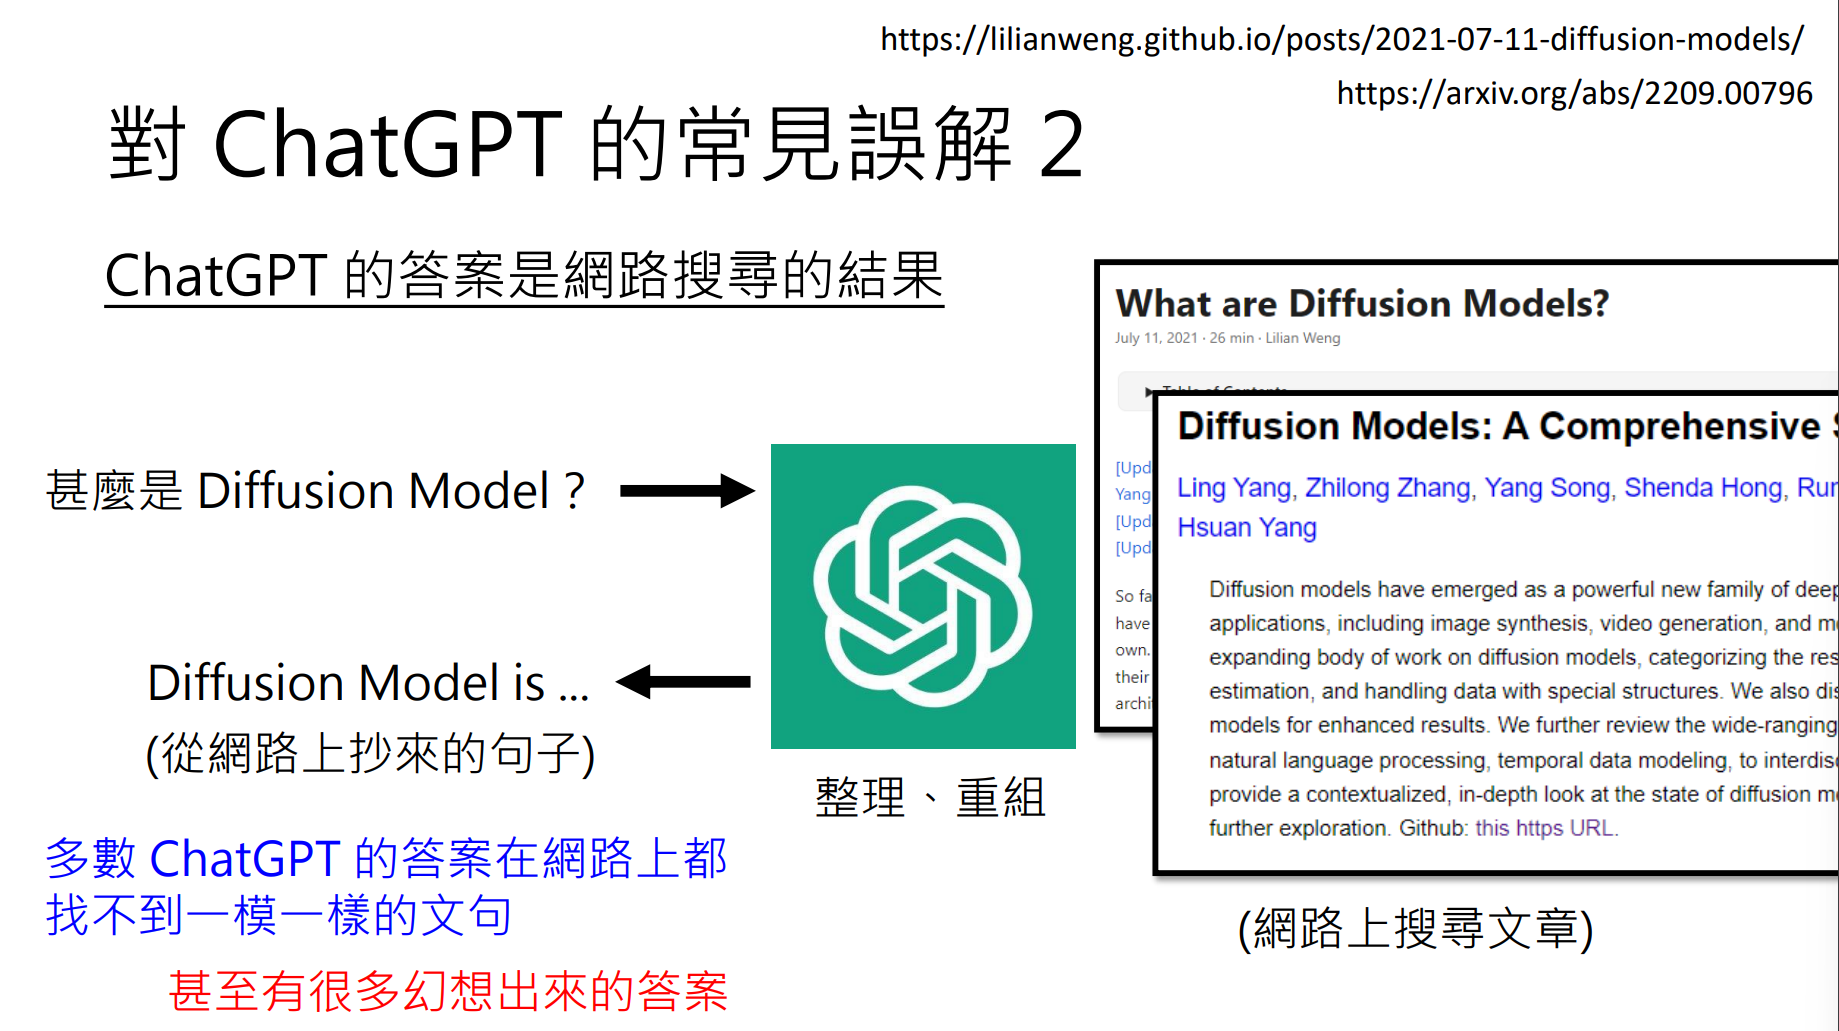 https://lilianweng.github.io/posts/2021-07-11-diffusion-models/
https://arxiv.org/abs/2209.00796
對 ChatGPT 的常見誤解 2
ChatGPT 的答案是網路搜尋的結果
甚麼是 Diffusion Model ?
Diffusion Model is ...
(從網路上抄來的句子)
多數 ChatGPT 的答案在網路上都
找不到一模一樣的文句
甚至有很多幻想出來的答案
整理、重組
What are Diffusion Models?
July 11, 2021 · 26 min · Lilian Weng
Table of Contents
[Upd
Yang
[Upd
[Upd
So fa
have
own.
their
archi
Diffusion Models: A Comprehensive
Ling Yang, Zhilong Zhang, Yang Song, Shenda Hong, Run
Hsuan Yang
Diffusion models have emerged as a powerful new family of deep
applications, including image synthesis, video generation, and m
expanding body of work on diffusion models, categorizing the res
estimation, and handling data with special structures. We also dis
models for enhanced results. We further review the wide-ranging
natural language processing, temporal data modeling, to interdisc
provide a contextualized, in-depth look at the state of diffusion m
further exploration. Github: this https URL.
(網路上搜尋文章)